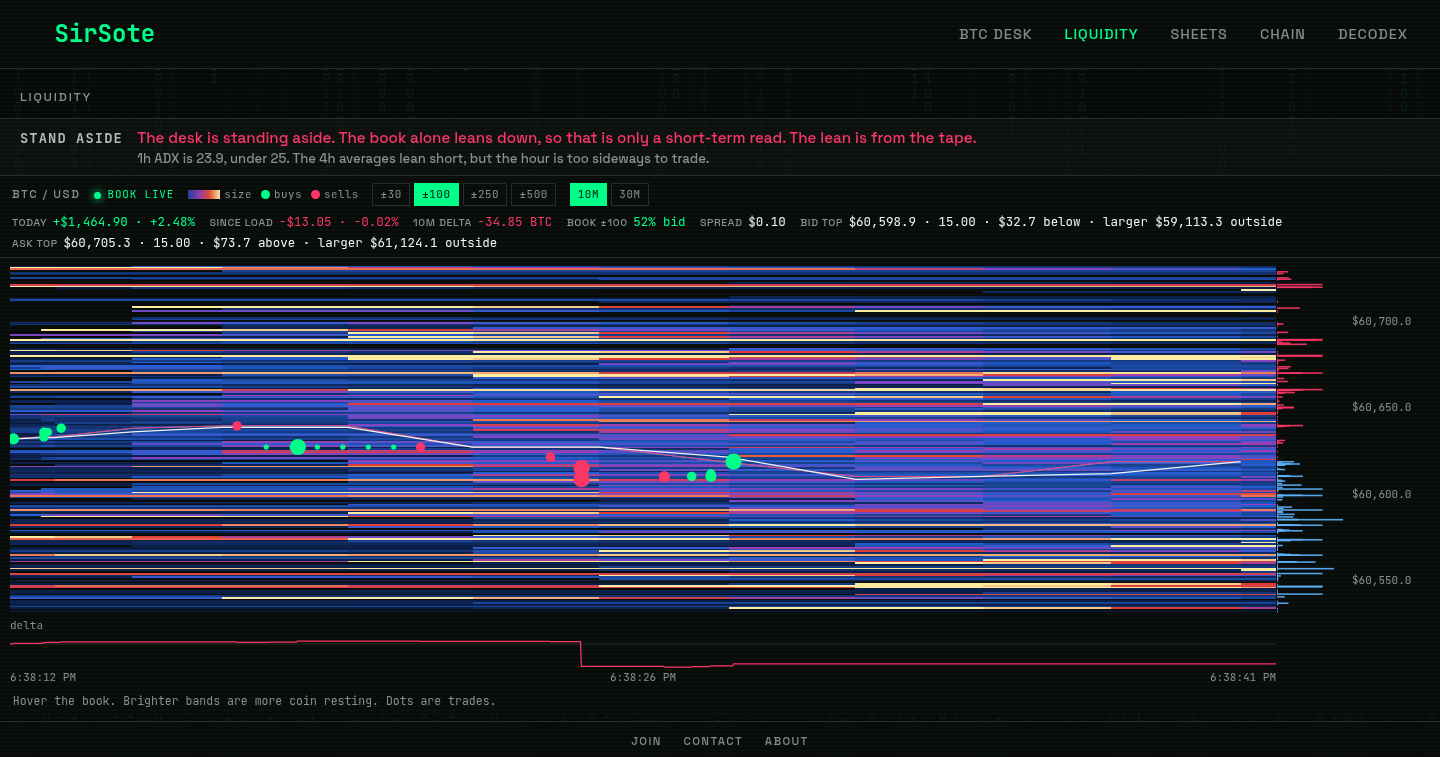 SirSote
BTC DESK LIQUIDITY SHEETS CHAIN DECODEX
LIQUIDITY
STAND ASIDE The desk is standing aside. The book alone leans down, so that is only a short-term read. The lean is from the tape.
1h ADX is 23.9, under 25. The 4h averages lean short, but the hour is too sideways to trade.
BTC / USD BOOK LIVE size buys sells ±30 ±100 ±250 ±500 10M 30M
TODAY +$1,464.90 · +2.48% SINCE LOAD -$13.05 · -0.02% 10M DELTA -34.85 BTC BOOK ±100 52% bid SPREAD $0.10 BID TOP $60,598.9 · 15.00 · $32.7 below · larger $59,113.3 outside
ASK TOP $60,705.3 · 15.00 · $73.7 above · larger $61,124.1 outside
$60,700.0
$60,650.0
$60,600.0
$60,550.0
delta
6:38:12 PM 6:38:26 PM 6:38:41 PM
Hover the book. Brighter bands are more coin resting. Dots are trades.
JOIN CONTACT ABOUT